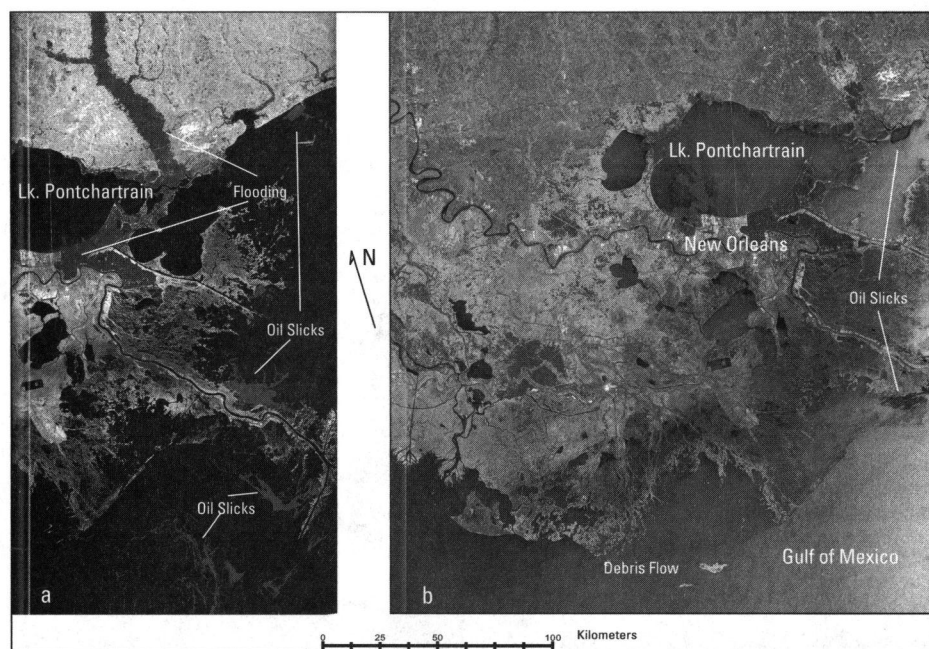 Lk. Pontchartrain
Flooding
Oil Slicks
Oil Slicks
a
N
Lk. Pontchartrain
New Orleans
Oil Slicks
Debris Flow
Gulf of Mexico
b
0 25 50 100 Kilometers